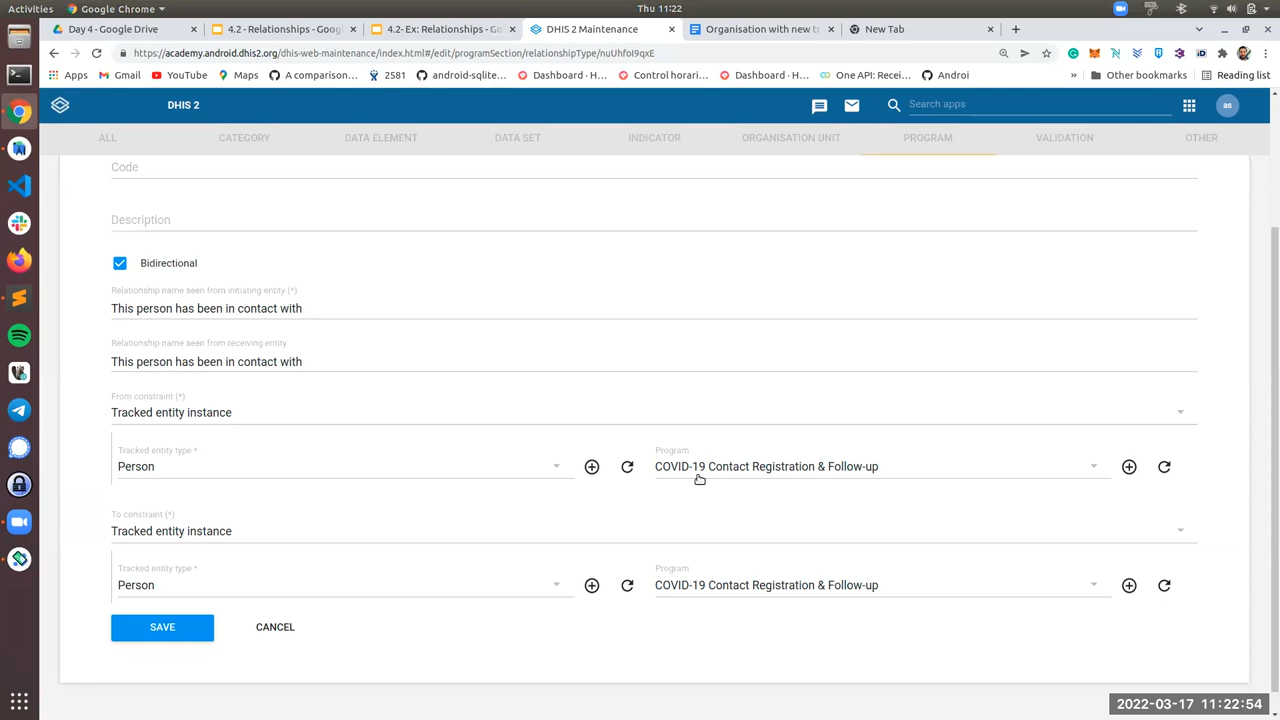 Activities
Google Chrome
Thu 11:22
Day 4 - Google Drive
4.2 - Relationships - Googl
4.2- Ex: Relationships - Go
DHIS 2 Maintenance
Organisation with new tr
New Tab
https://academy.android.dhis2.org/dhis-web-maintenance/index.html#/edit/programSection/relationshipType/nuUhfoI9qxE
Apps
Gmail
YouTube
Maps
A comparison...
2581
android-sqlite...
Dashboard · H...
Control horari...
Dashboard · H...
One API: Recei...
Androi
»
Other bookmarks
Reading list
DHIS 2
Search apps
as
ALL
CATEGORY
DATA ELEMENT
DATA SET
INDICATOR
ORGANISATION UNIT
PROGRAM
VALIDATION
OTHER
Code
Description
Bidirectional
Relationship name seen from initiating entity (*)
This person has been in contact with
Relationship name seen from receiving entity
This person has been in contact with
From constraint (*)
Tracked entity instance
Tracked entity type *
Program
Person
COVID-19 Contact Registration & Follow-up
To constraint (*)
Tracked entity instance
Tracked entity type *
Program
Person
COVID-19 Contact Registration & Follow-up
SAVE
CANCEL
2022-03-17 11:22:54